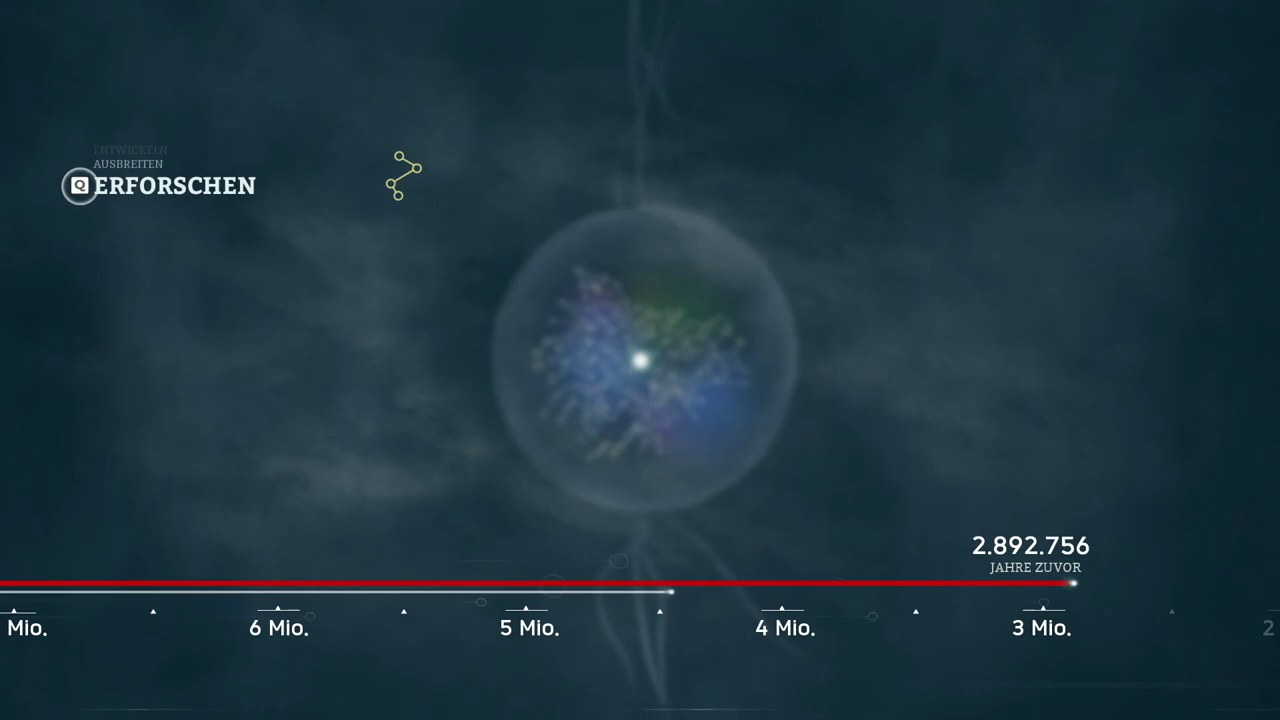 ENTWICKELN
AUSBREITEN
Q ERFORSCHEN
2.892.756
JAHRE ZUVOR
Mio. 6 Mio. 5 Mio. 4 Mio. 3 Mio. 2